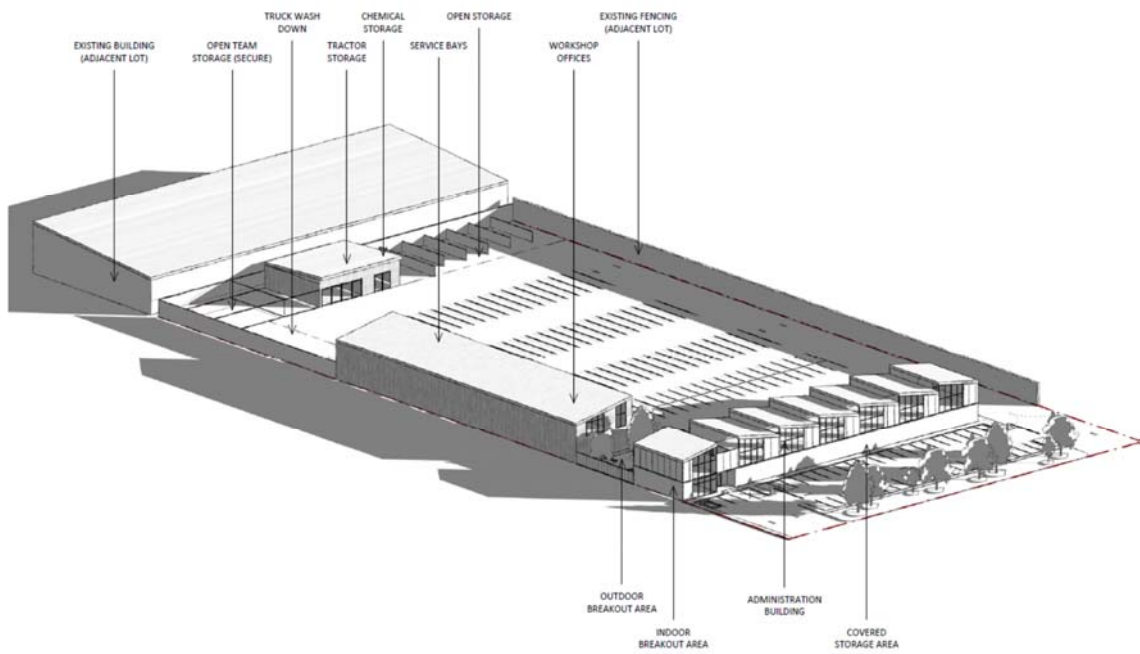 EXISTING BUILDING
(ADJACENT LOT)
OPEN TEAM
STORAGE (SECURE)
TRUCK WASH
DOWN
TRACTOR
STORAGE
CHEMICAL
STORAGE
SERVICE BAYS
OPEN STORAGE
WORKSHOP
OFFICES
EXISTING FENCING
(ADJACENT LOT)
OUTDOOR
BREAKOUT AREA
INDOOR
BREAKOUT AREA
ADMINISTRATION
BUILDING
COVERED
STORAGE AREA